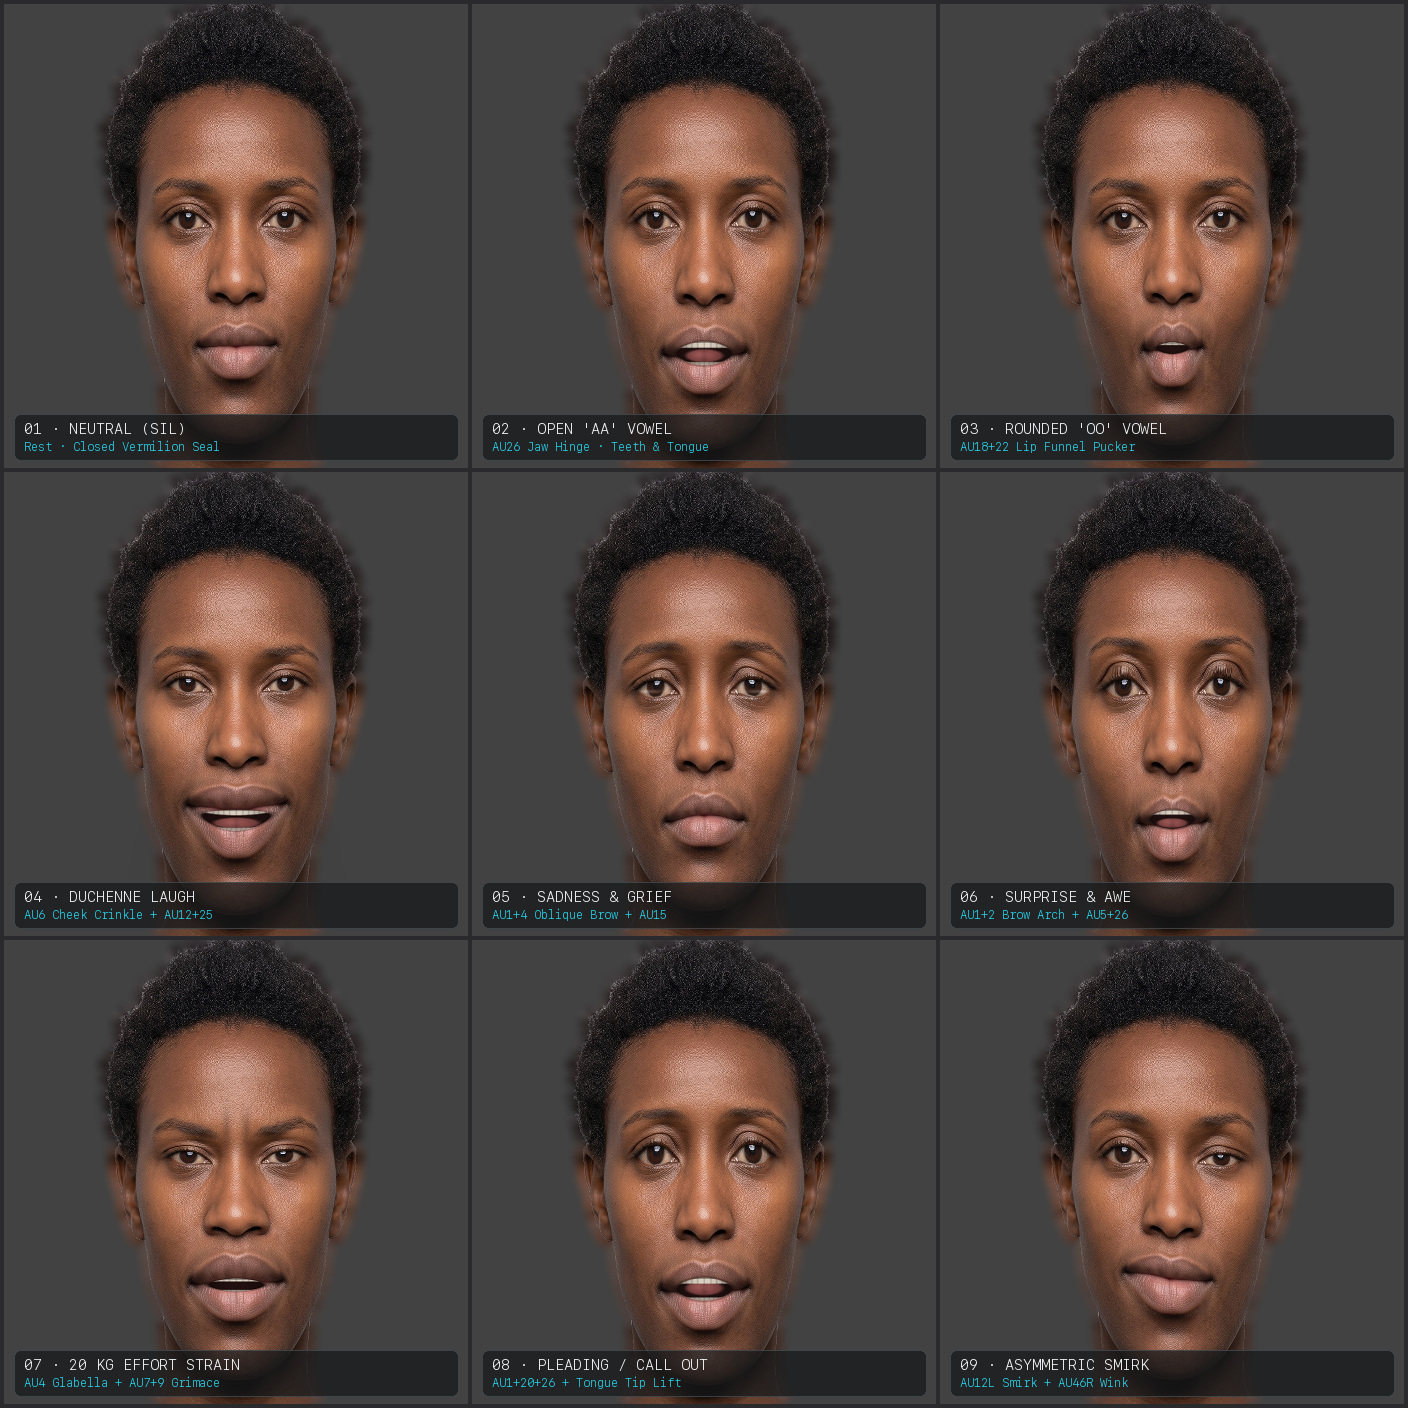 01 · NEUTRAL (SIL)
Rest · Closed Vermilion Seal
02 · OPEN 'AA' VOWEL
AU26 Jaw Hinge · Teeth & Tongue
03 · ROUNDED 'OO' VOWEL
AU18+22 Lip Funnel Pucker
04 · DUCHENNE LAUGH
AU6 Cheek Crinkle + AU12+25
05 · SADNESS & GRIEF
AU1+4 Oblique Brow + AU15
06 · SURPRISE & AWE
AU1+2 Brow Arch + AU5+26
07 · 20 KG EFFORT STRAIN
AU4 Glabella + AU7+9 Grimace
08 · PLEADING / CALL OUT
AU1+20+26 + Tongue Tip Lift
09 · ASYMMETRIC SMIRK
AU12L Smirk + AU46R Wink